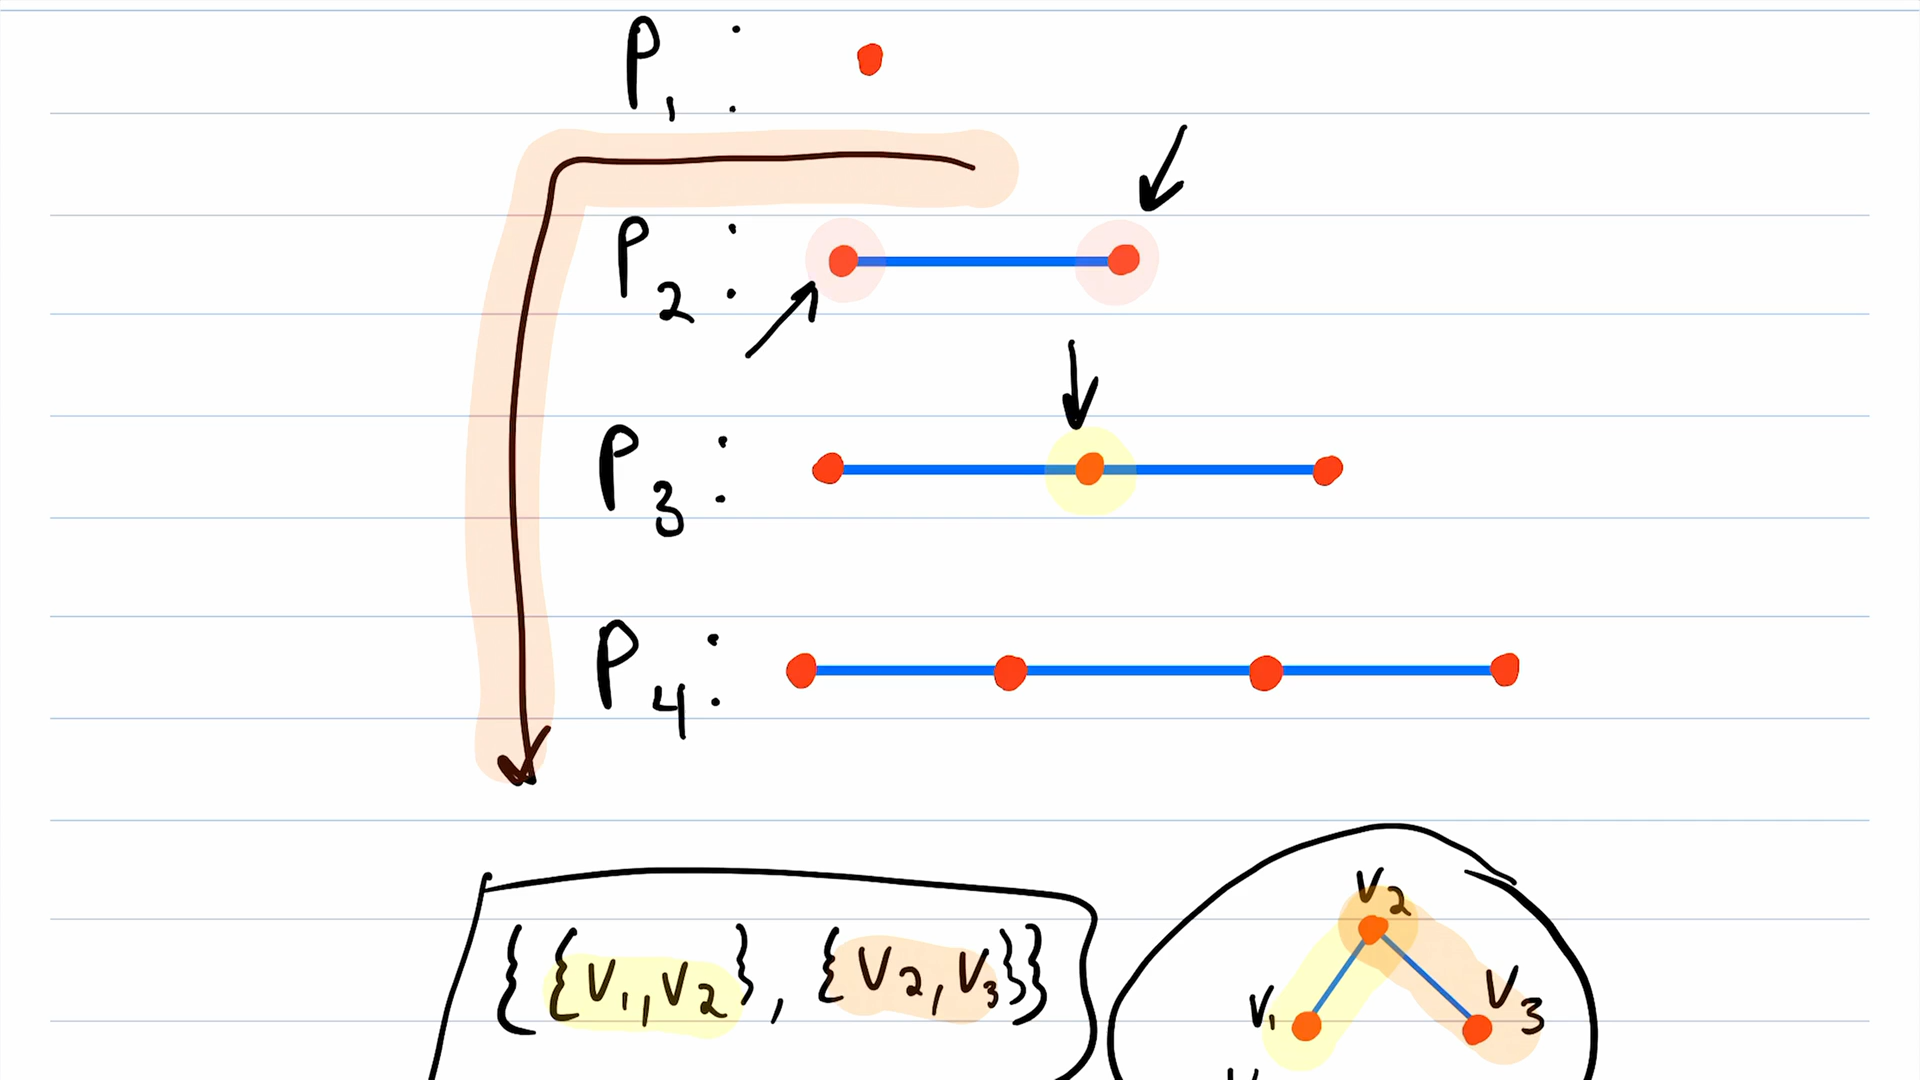 P₁ :
P₂ :
P₃ :
P₄ :
V₂
{ {V₁, V₂}, {V₂, V₃}}
V₁
V₃